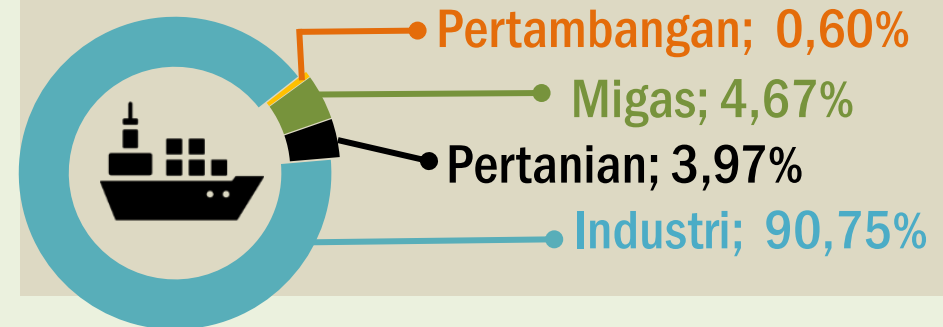 Pertambangan; 0,60%
Migas; 4,67%
Pertanian; 3,97%
Industri; 90,75%